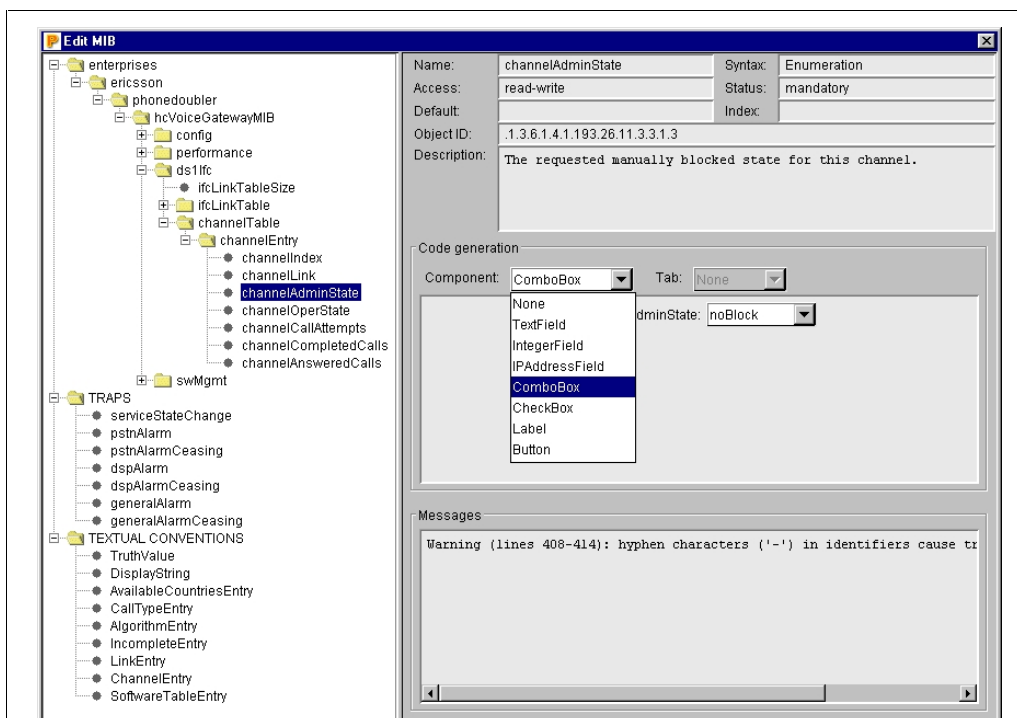 Edit MIB
enterprises
ericsson
phonedoubler
hcVoiceGatewayMIB
config
performance
ds1Ifc
ifcLinkTableSize
ifcLinkTable
channelTable
channelEntry
channelIndex
channelLink
channelAdminState
channelOperState
channelCallAttempts
channelCompletedCalls
channelAnsweredCalls
swMgmt
TRAPS
serviceStateChange
pstnAlarm
pstnAlarmCeasing
dspAlarm
dspAlarmCeasing
generalAlarm
generalAlarmCeasing
TEXTUAL CONVENTIONS
TruthValue
DisplayString
AvailableCountriesEntry
CallTypeEntry
AlgorithmEntry
IncompleteEntry
LinkEntry
ChannelEntry
SoftwareTableEntry
Name: channelAdminState Syntax: Enumeration
Access: read-write Status: mandatory
Default: Index:
Object ID: .1.3.6.1.4.1.193.26.11.3.3.1.3
Description: The requested manually blocked state for this channel.
Code generation
Component: ComboBox Tab: None
None
TextField
IntegerField
IPAddressField
ComboBox
CheckBox
Label
Button
dminState: noBlock
Messages
Warning (lines 408-414): hyphen characters ('-') in identifiers cause tr